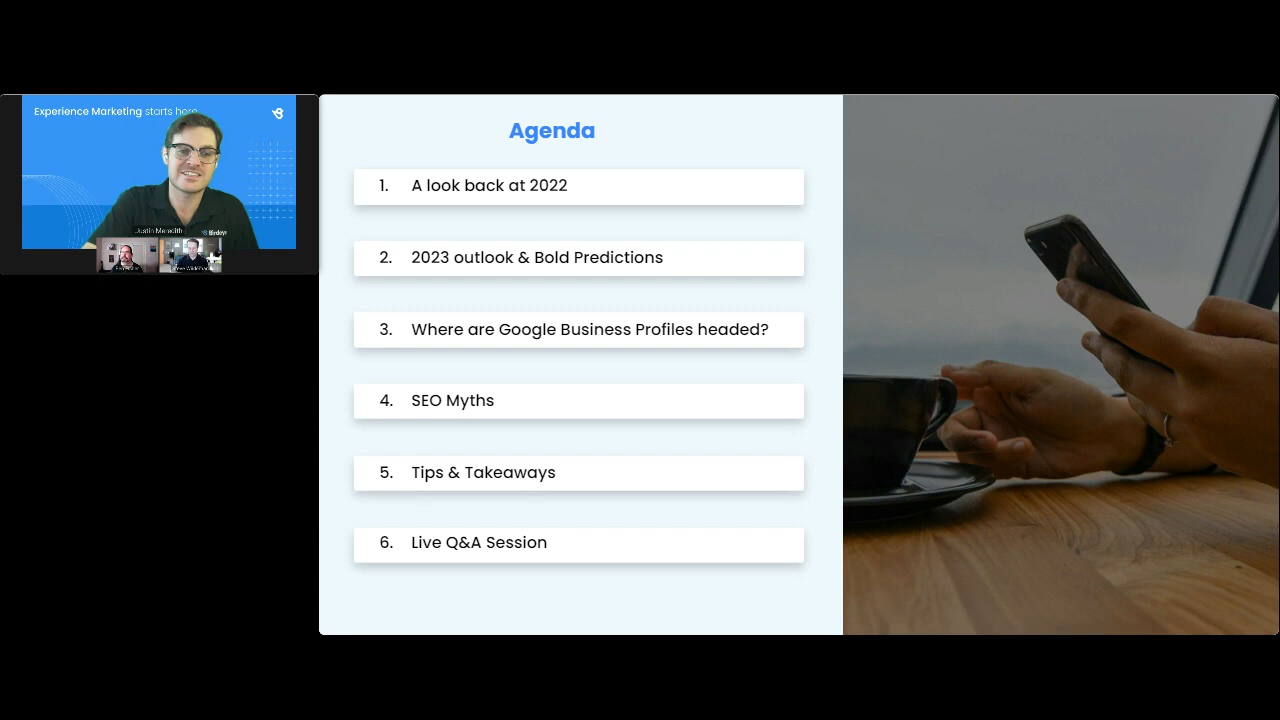 Experience Marketing starts here
Justin Meredith
Birdeye
Agenda
1. A look back at 2022
2. 2023 outlook & Bold Predictions
3. Where are Google Business Profiles headed?
4. SEO Myths
5. Tips & Takeaways
6. Live Q&A Session